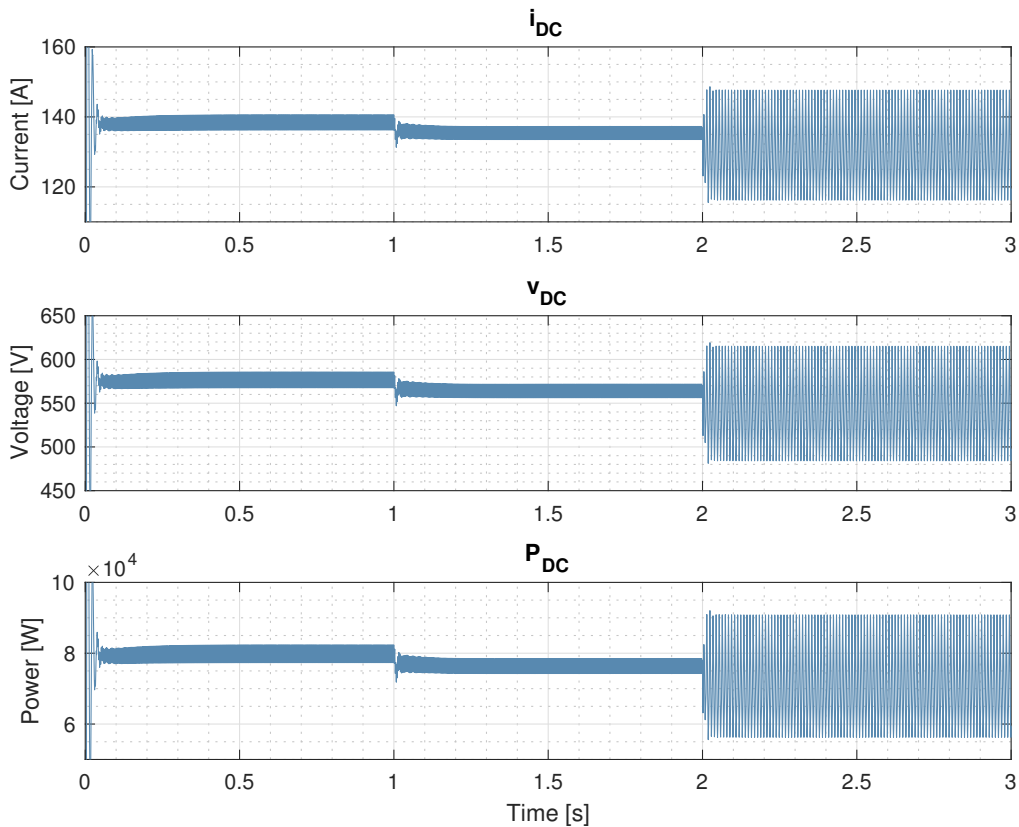 i_DC
160
140
120
Current [A]
0 0.5 1 1.5 2 2.5 3
v_DC
650
600
550
500
450
Voltage [V]
0 0.5 1 1.5 2 2.5 3
P_DC
×10^4
10
8
6
Power [W]
0 0.5 1 1.5 2 2.5 3
Time [s]